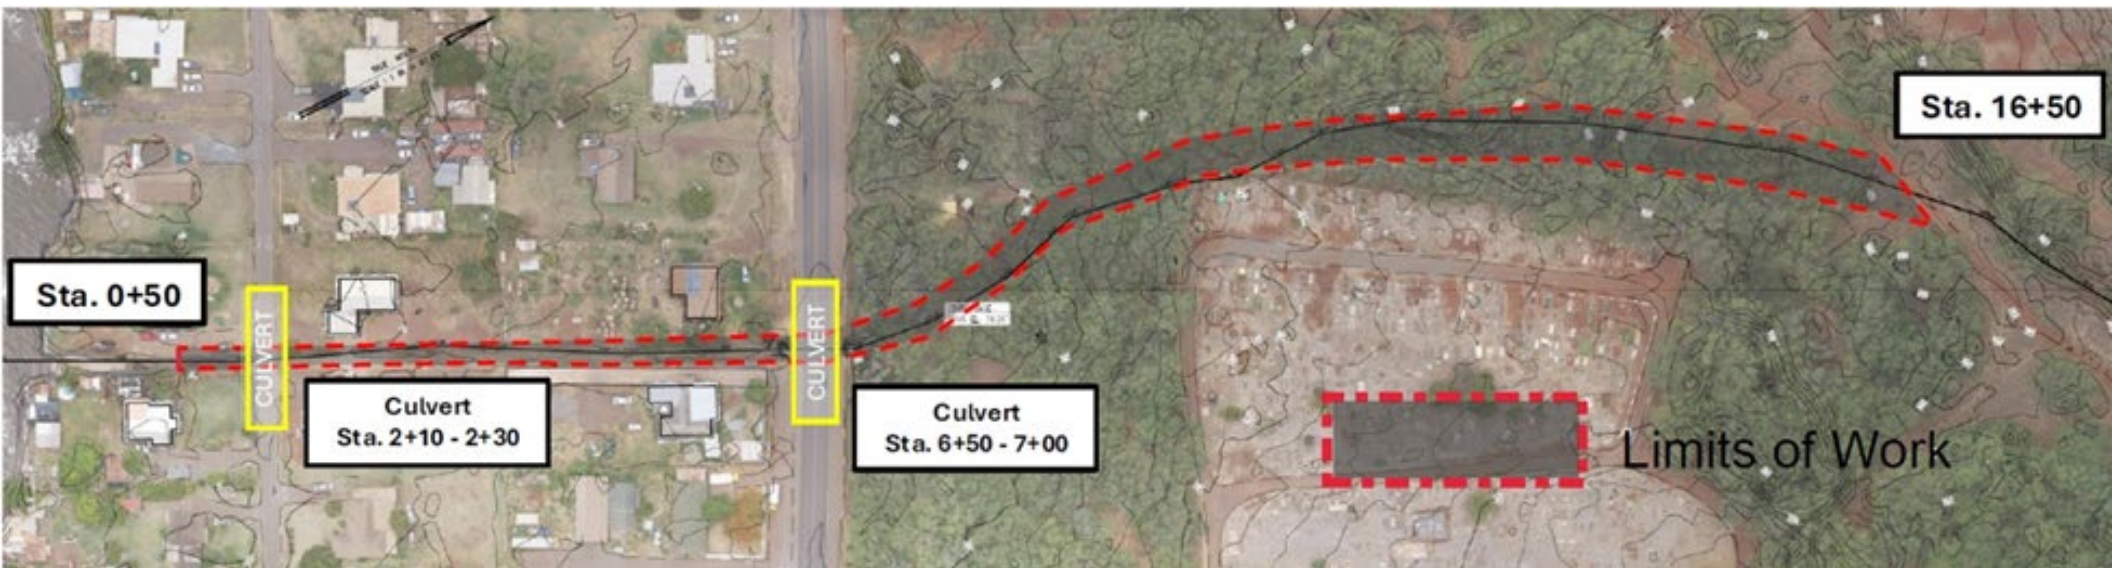 Sta. 16+50
Sta. 0+50
CULVERT
CULVERT
Culvert
Sta. 2+10 - 2+30
Culvert
Sta. 6+50 - 7+00
Limits of Work